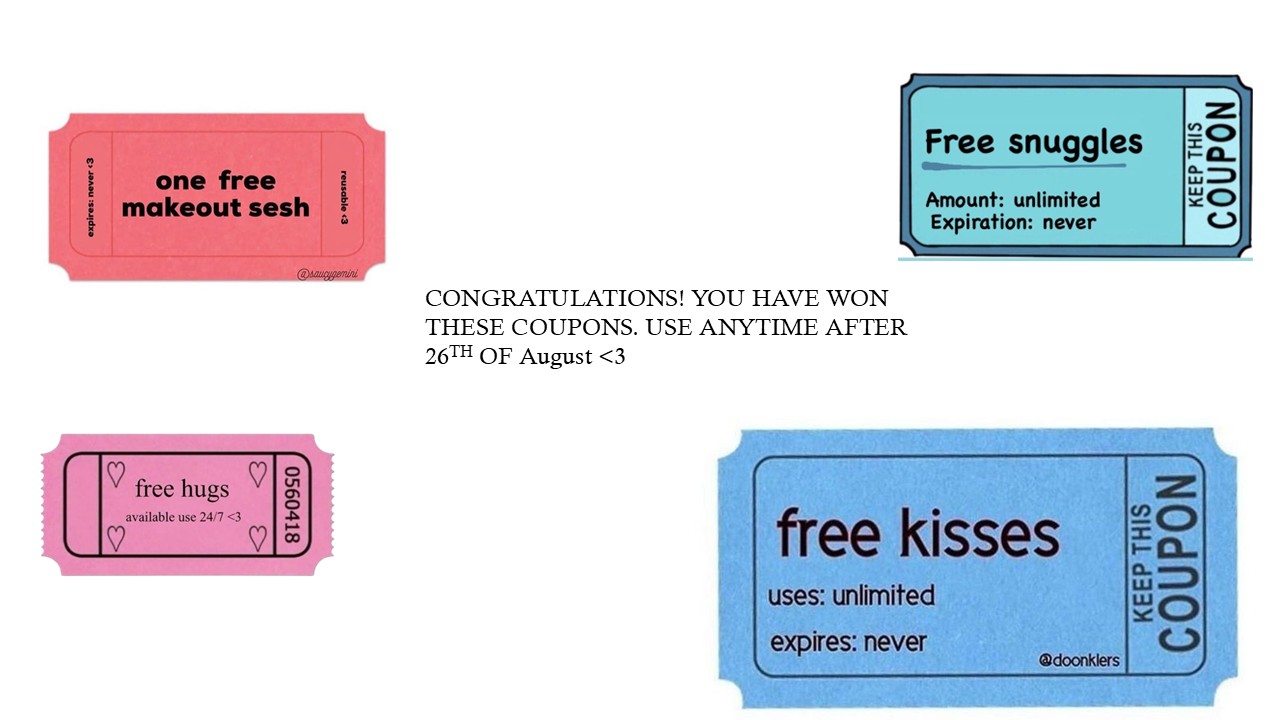 expires: never <3
one free
makeout sesh
reusable <3
@saucygemini
Free snuggles
Amount: unlimited
Expiration: never
KEEP THIS
COUPON
CONGRATULATIONS! YOU HAVE WON
THESE COUPONS. USE ANYTIME AFTER
26TH OF August <3
free hugs
available use 24/7 <3
0560418
free kisses
uses: unlimited
expires: never
@doonklers
KEEP THIS
COUPON